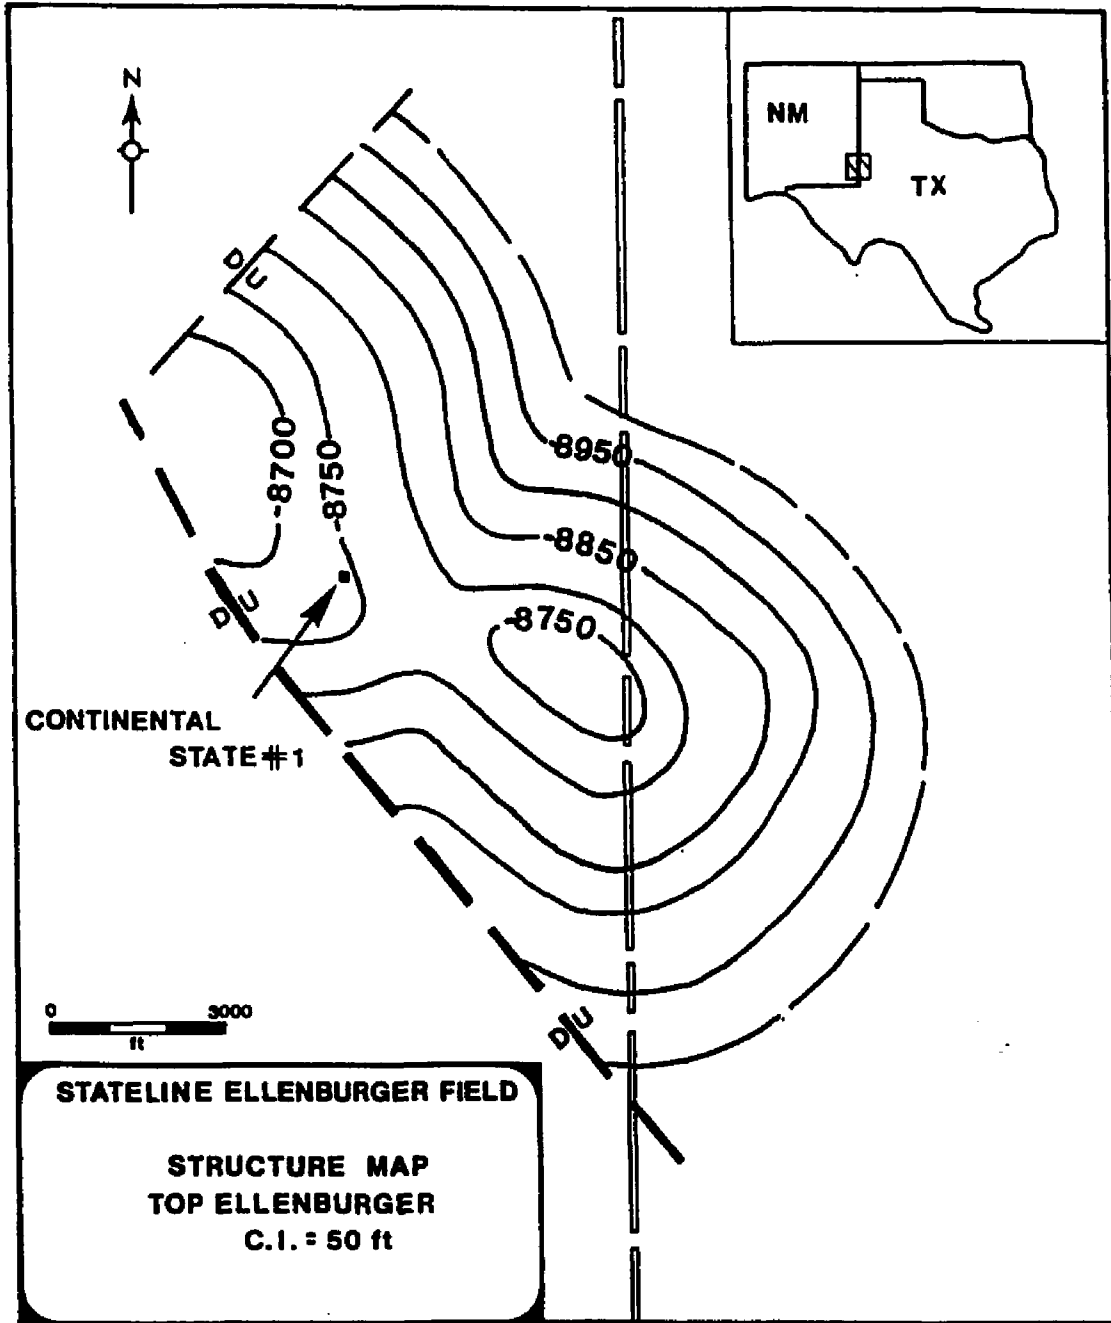 N
NM
TX
D
U
-8700
-8750
-8950
-8850
-8750
D
U
CONTINENTAL
STATE #1
D
U
0 3000
ft
STATELINE ELLENBURGER FIELD
STRUCTURE MAP
TOP ELLENBURGER
C.I. = 50 ft